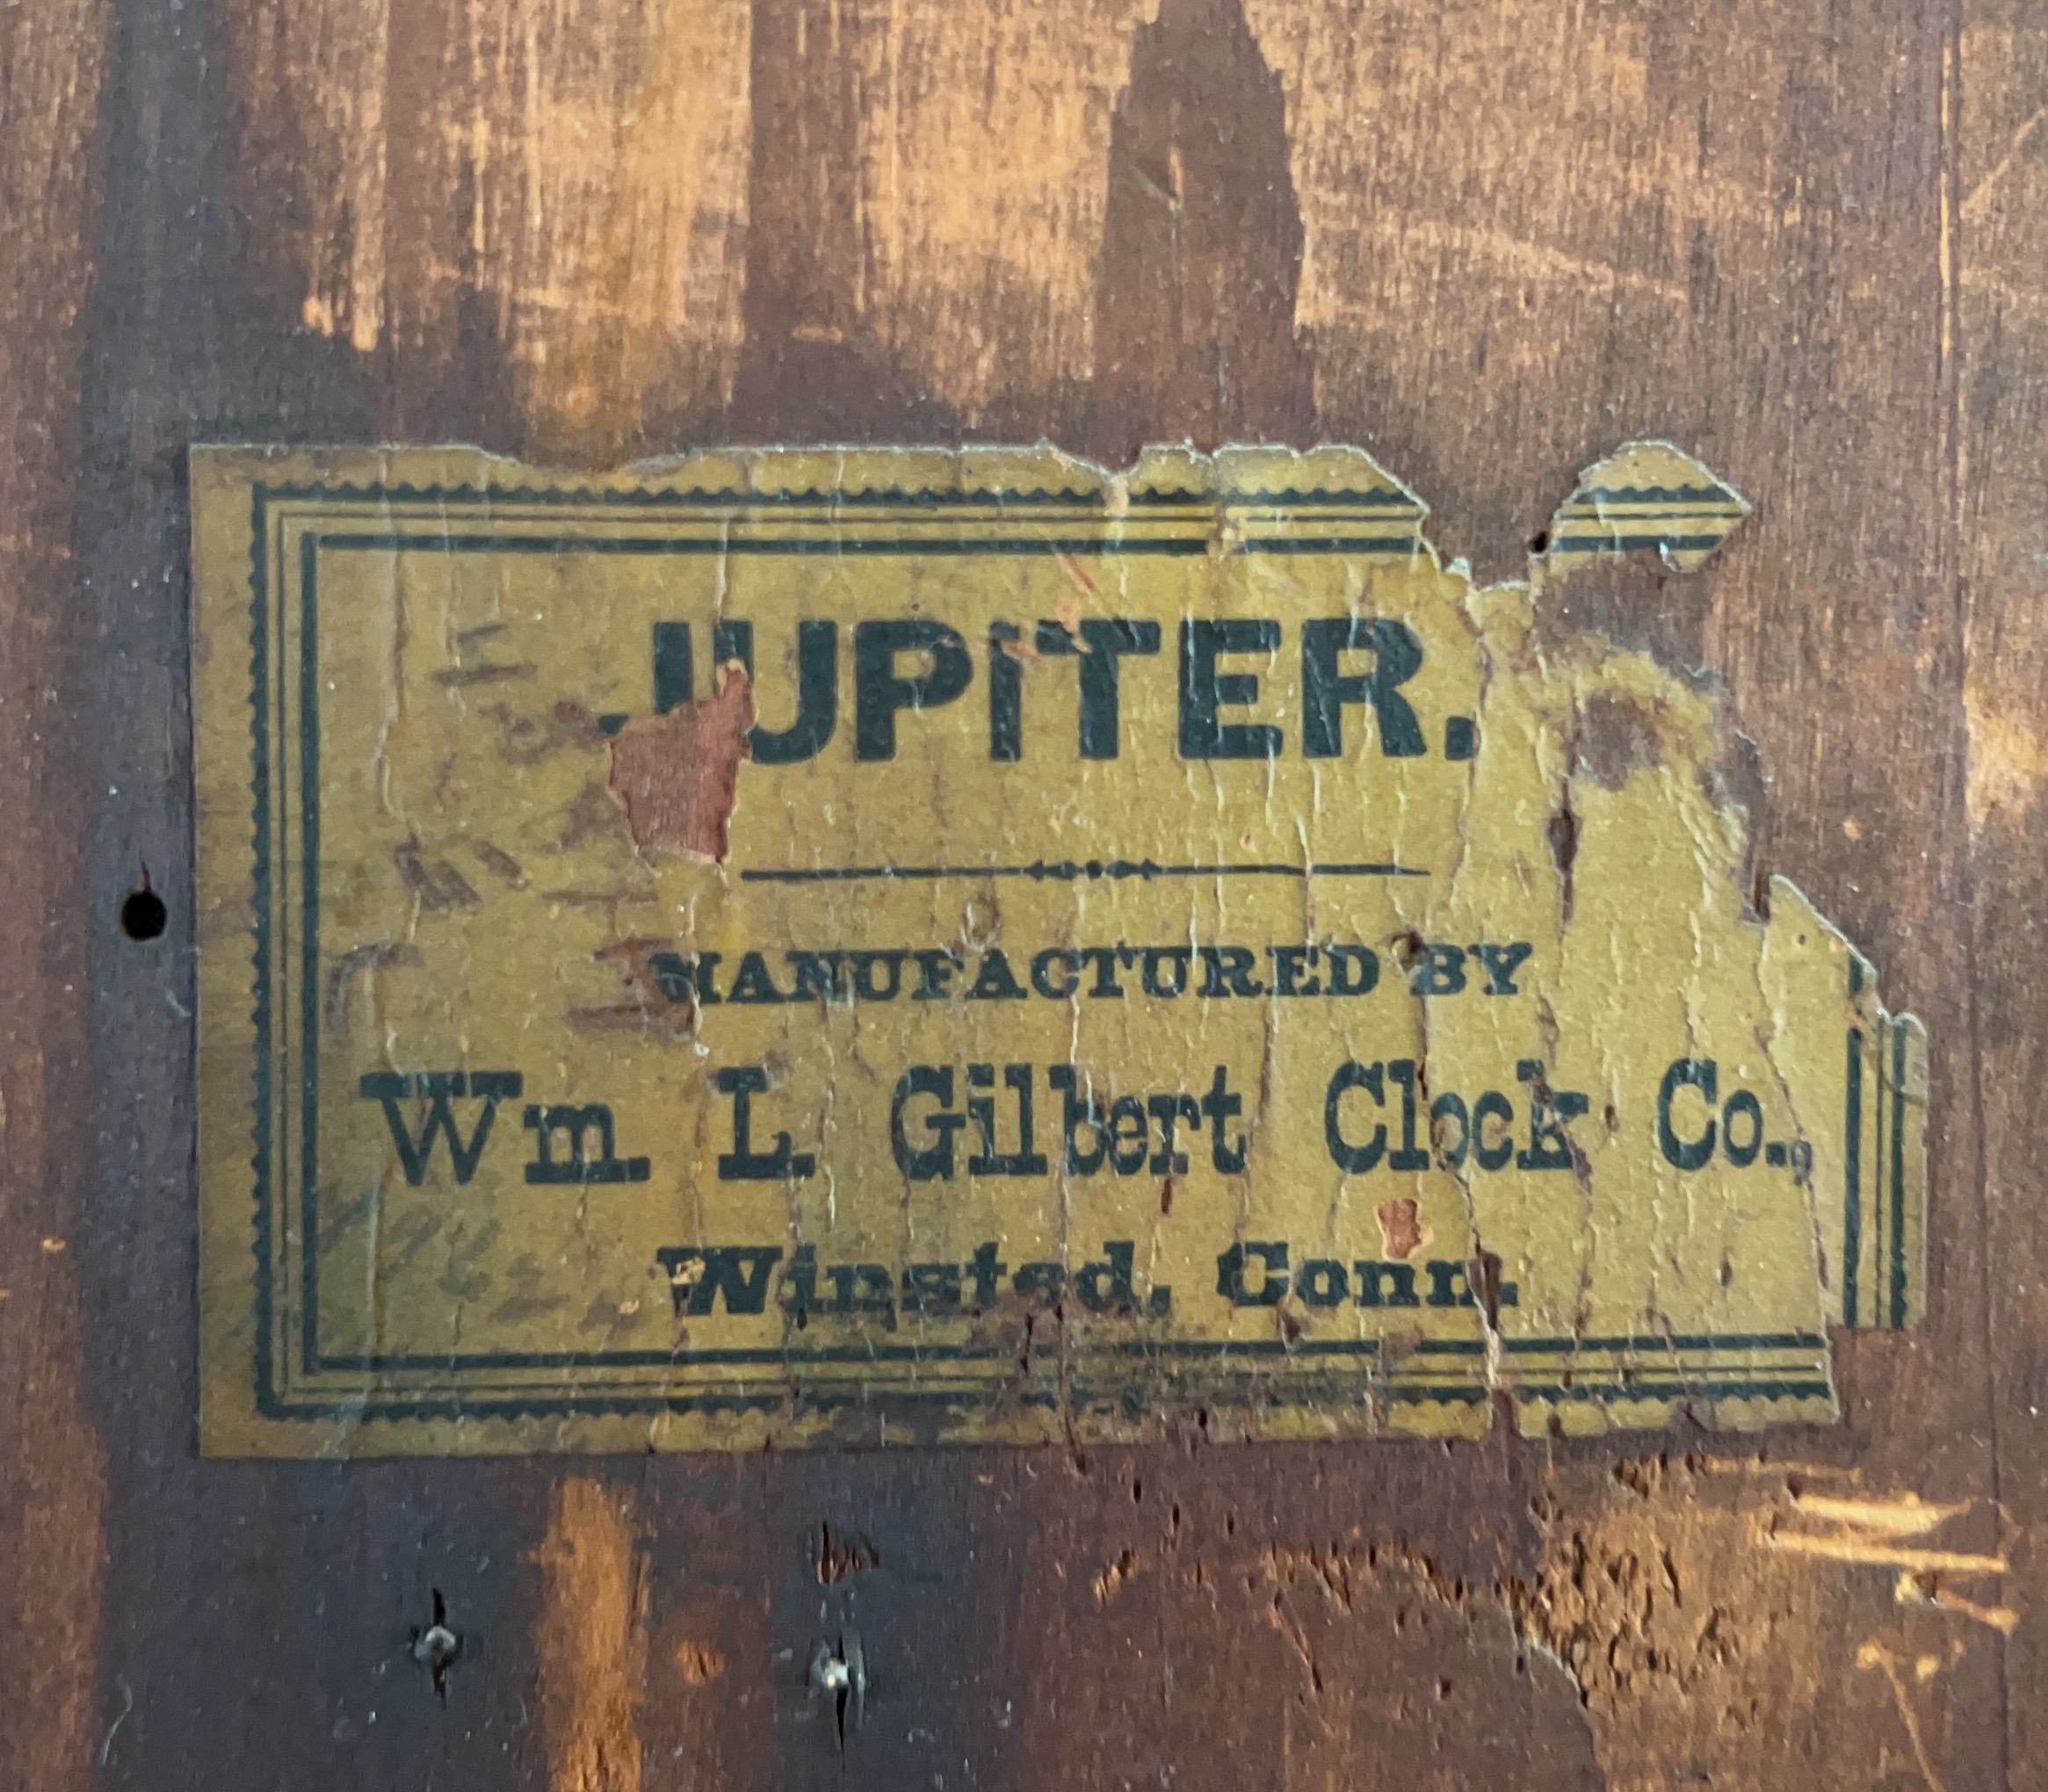 JUPITER.
MANUFACTURED BY
Wm. L. Gilbert Clock Co.,
Winsted, Conn.